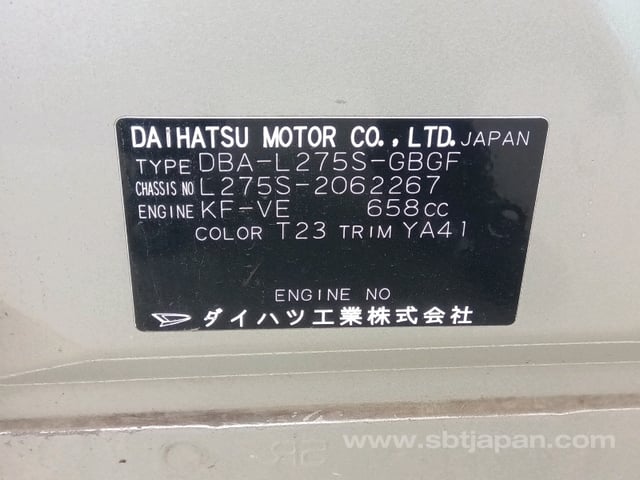 DAIHATSU MOTOR CO.,LTD. JAPAN
TYPE DBA-L275S-GBGF
CHASSIS NO L275S-2062267
ENGINE KF-VE 658cc
COLOR T23 TRIM YA41
ENGINE NO
ダイハツ工業株式会社
www.sbtjapan.com